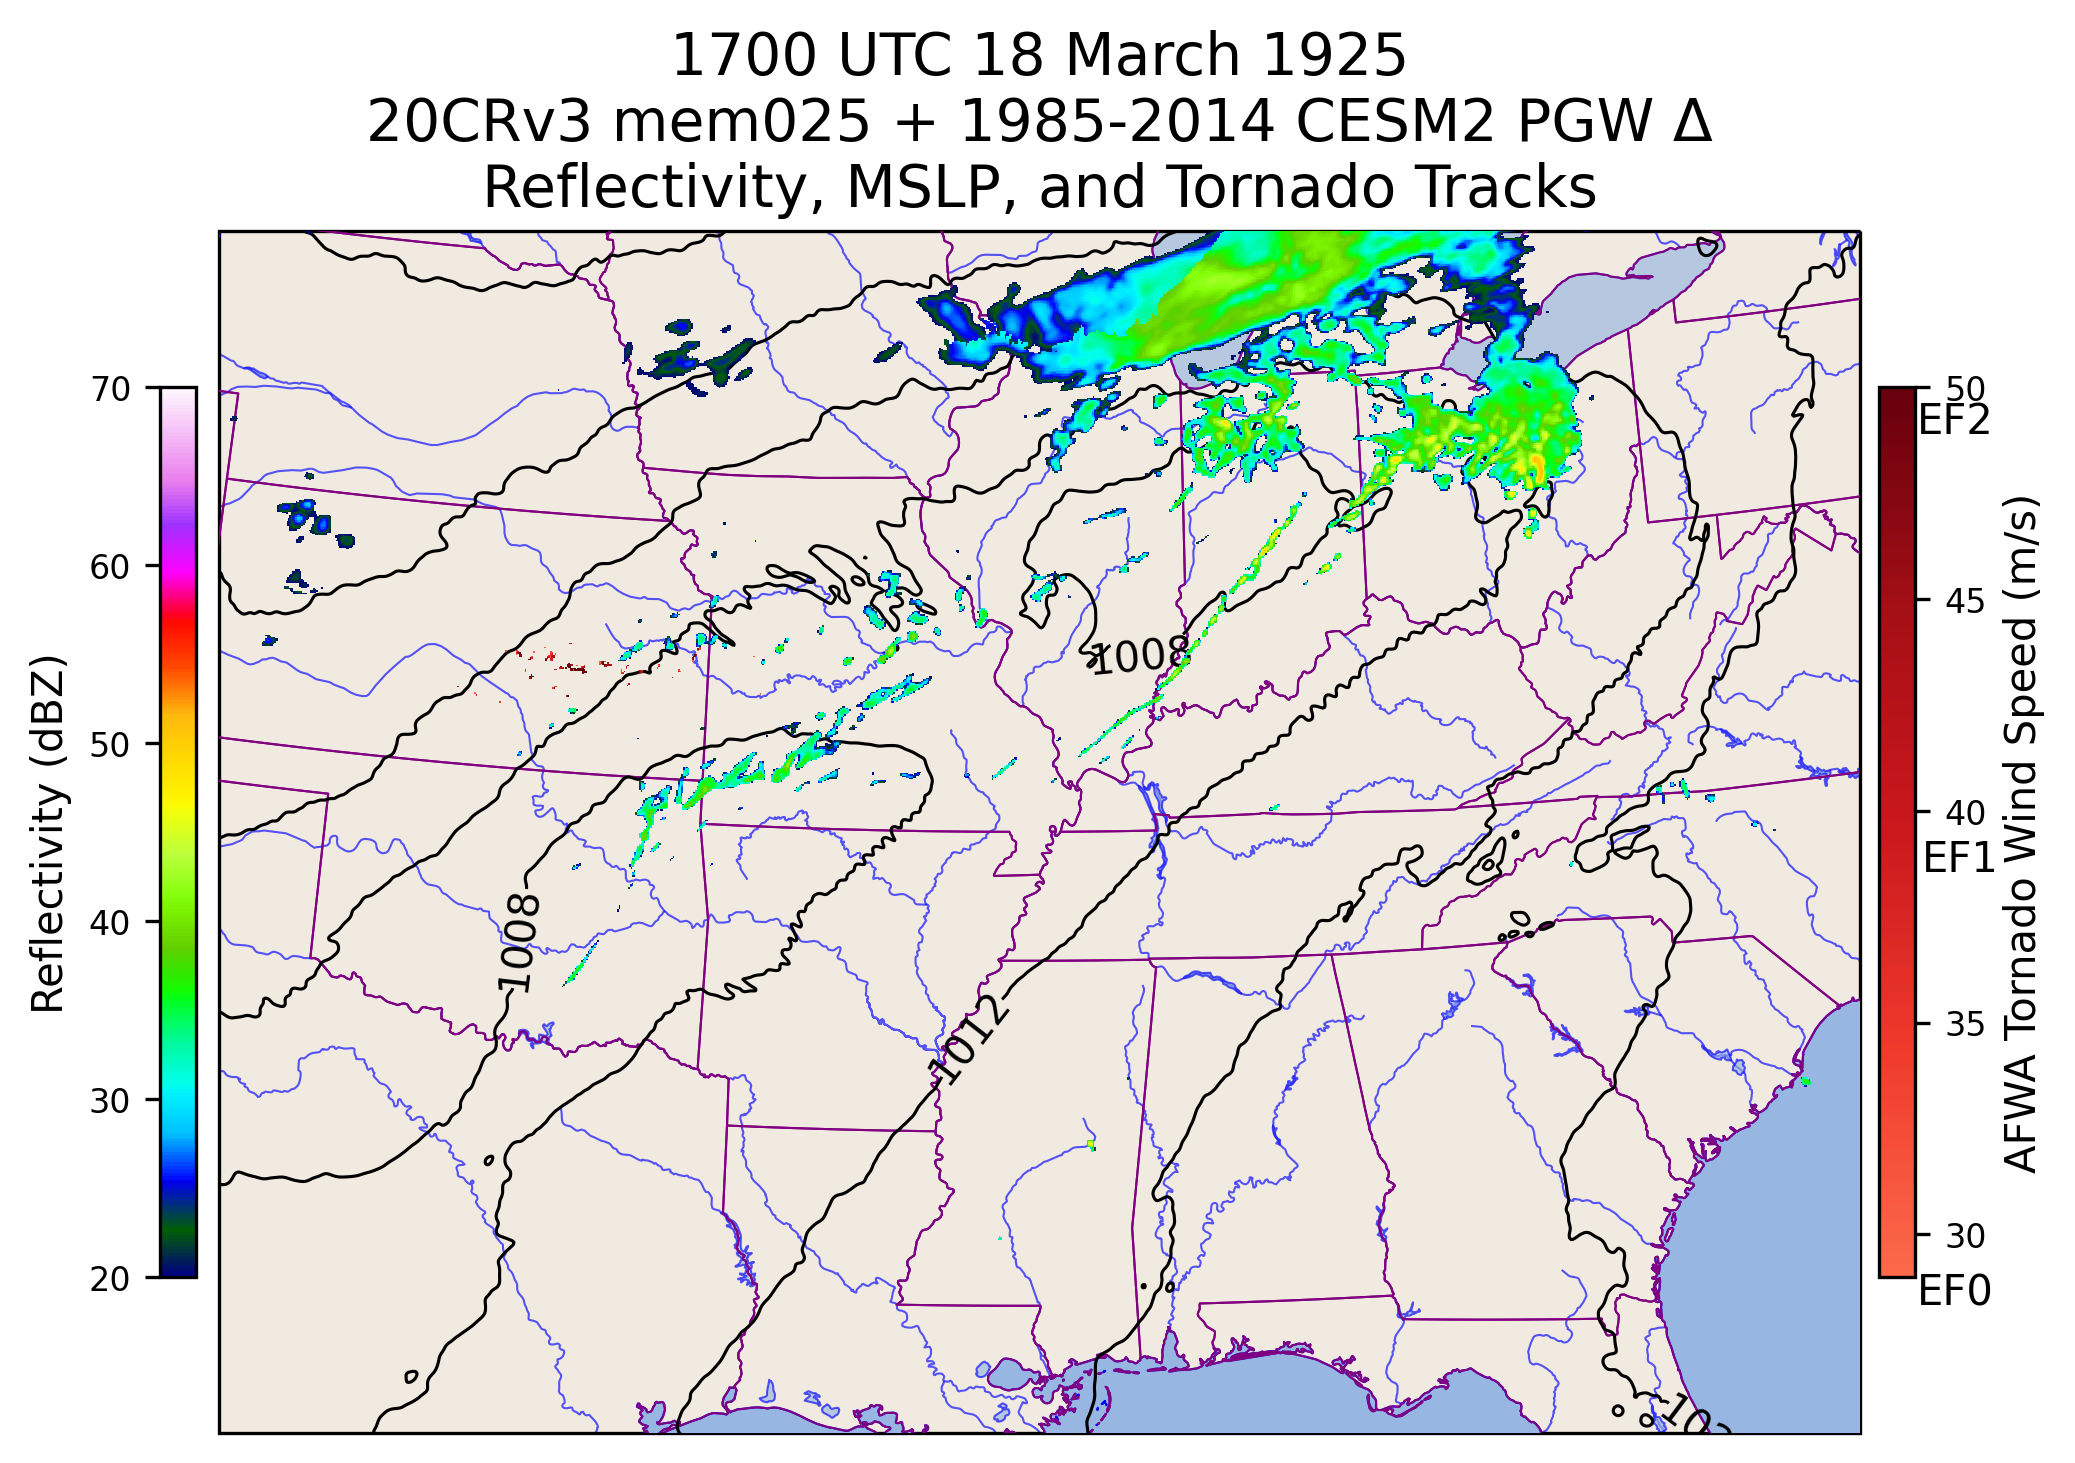 1700 UTC 18 March 1925
20CRv3 mem025 + 1985-2014 CESM2 PGW Δ
Reflectivity, MSLP, and Tornado Tracks
70
60
50
40
30
20
Reflectivity (dBZ)
1008
1008
1012
50
EF2
45
40
EF1
35
30
EF0
AFWA Tornado Wind Speed (m/s)